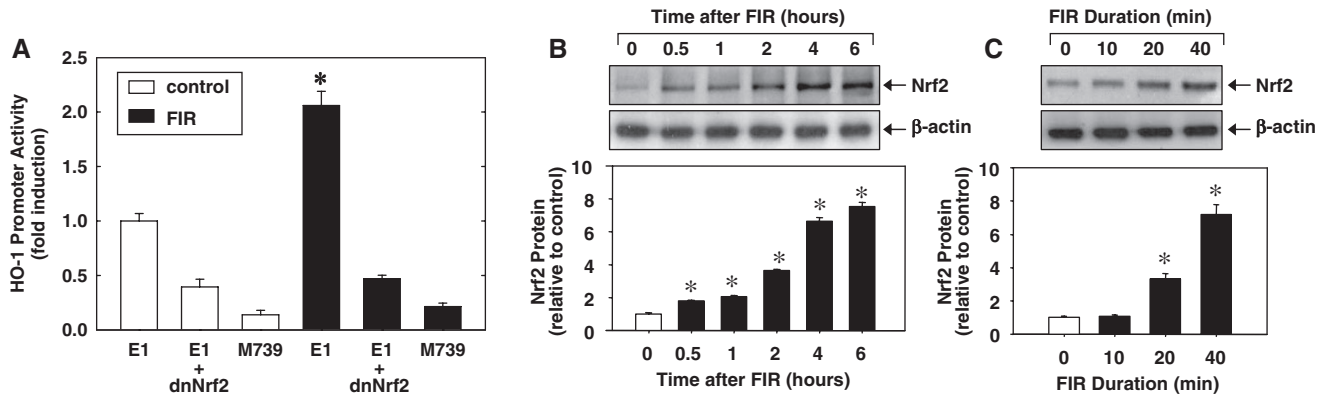 A
HO-1 Promoter Activity
(fold induction)
2.5
2.0
1.5
1.0
0.5
0.0
control
FIR
*
E1
E1
+
dnNrf2
M739
E1
E1
+
dnNrf2
M739
B
Time after FIR (hours)
0 0.5 1 2 4 6
Nrf2
β-actin
Nrf2 Protein
(relative to control)
10
8
6
4
2
0
* * * * *
0 0.5 1 2 4 6
Time after FIR (hours)
C
FIR Duration (min)
0 10 20 40
Nrf2
β-actin
Nrf2 Protein
(relative to control)
10
8
6
4
2
0
* *
0 10 20 40
FIR Duration (min)